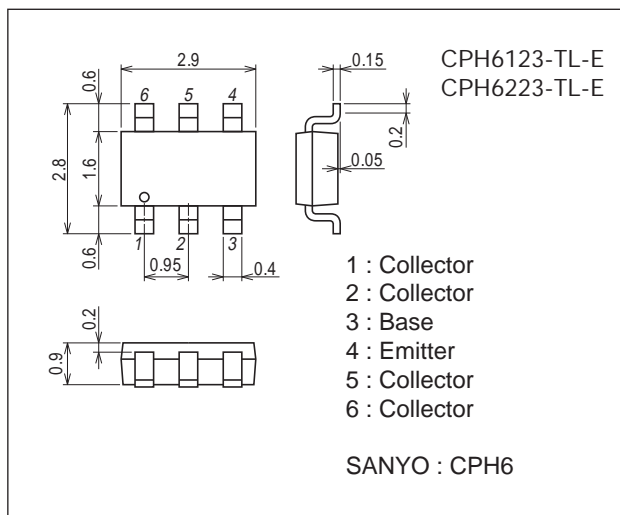 2.9
0.15
CPH6123-TL-E
CPH6223-TL-E
0.6
6
5
4
0.2
2.8
1.6
0.05
0.6
1
2
3
0.95
0.4
1 : Collector
2 : Collector
3 : Base
4 : Emitter
5 : Collector
6 : Collector
0.2
0.9
SANYO : CPH6